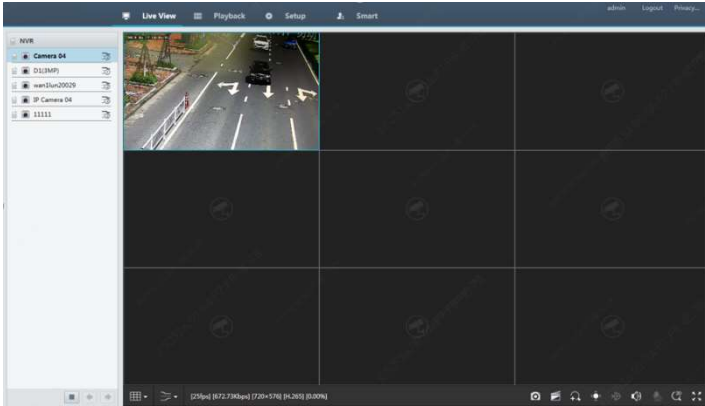 admin Logout Privacy...
Live View Playback Setup Smart
NVR
Camera 04
D1(3MP)
wan1lun20029
IP Camera 04
11111
[25fps] [672.73Kbps] [720×576] [H.265] [0.00%]